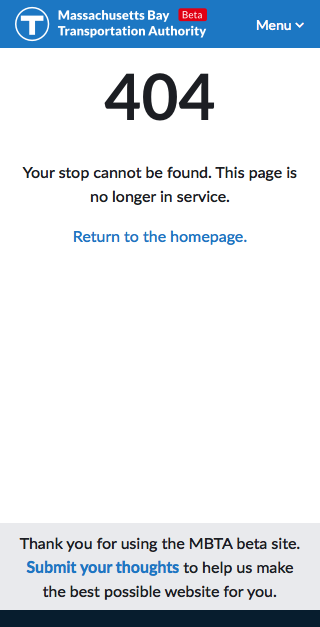 T
Massachusetts Bay Beta
Transportation Authority
Menu
404
Your stop cannot be found. This page is
no longer in service.
Return to the homepage.
Thank you for using the MBTA beta site.
Submit your thoughts to help us make
the best possible website for you.